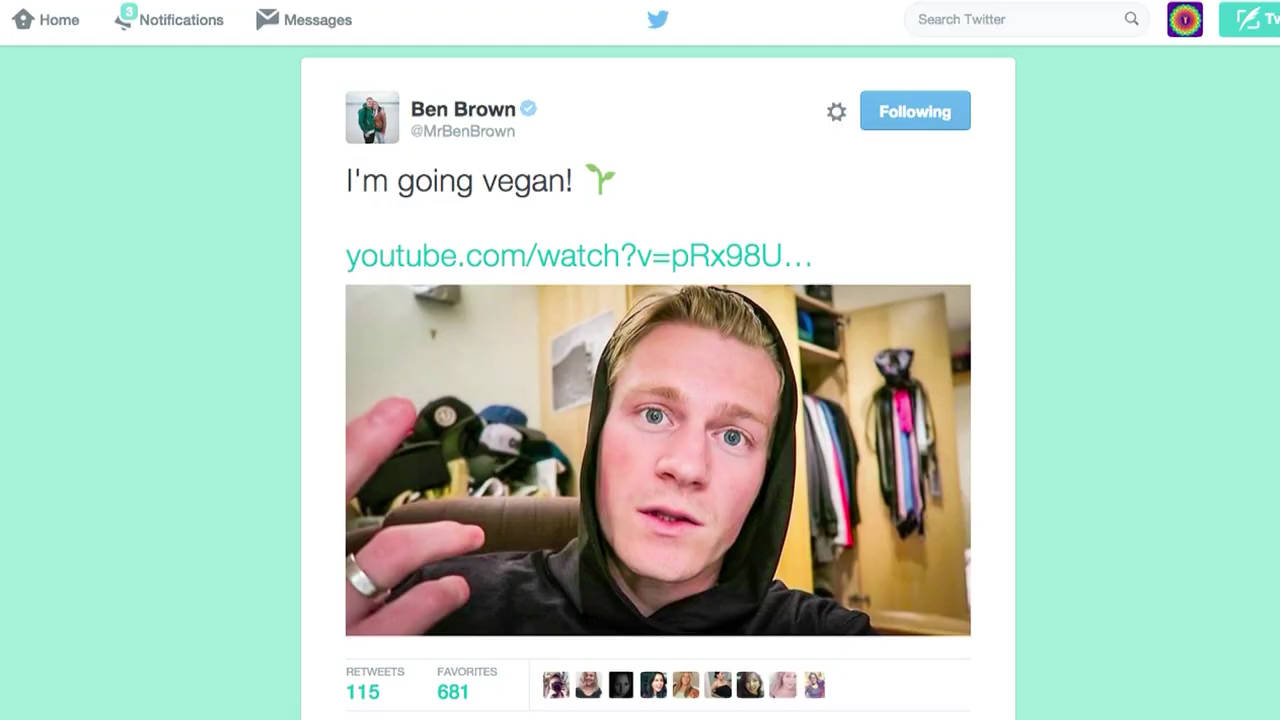 Home
3
Notifications
Messages
Search Twitter
Tw
Ben Brown
@MrBenBrown
Following
I'm going vegan! 🌱
youtube.com/watch?v=pRx98U…
RETWEETS
FAVORITES
115
681